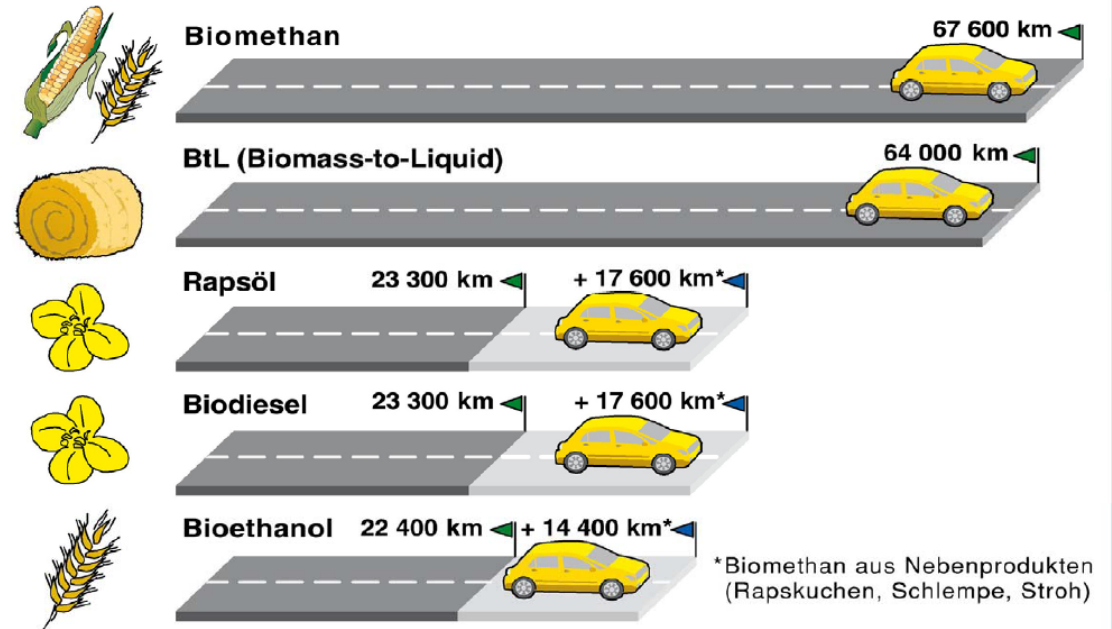 Biomethan 67 600 km
BtL (Biomass-to-Liquid) 64 000 km
Rapsöl 23 300 km + 17 600 km*
Biodiesel 23 300 km + 17 600 km*
Bioethanol 22 400 km + 14 400 km*
*Biomethan aus Nebenprodukten
(Rapskuchen, Schlempe, Stroh)